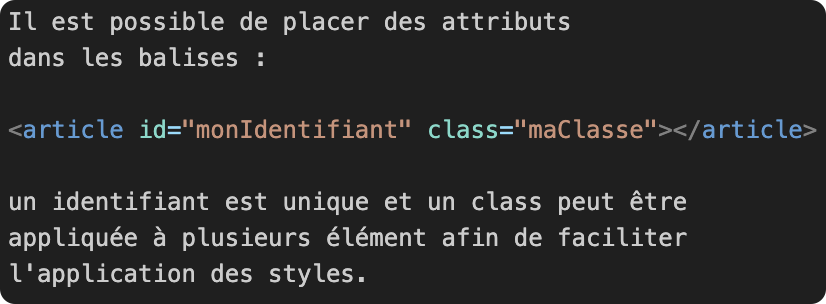 Il est possible de placer des attributs
dans les balises :
<article id="monIdentifiant" class="maClasse"></article>
un identifiant est unique et un class peut être
appliquée à plusieurs élément afin de faciliter
l'application des styles.